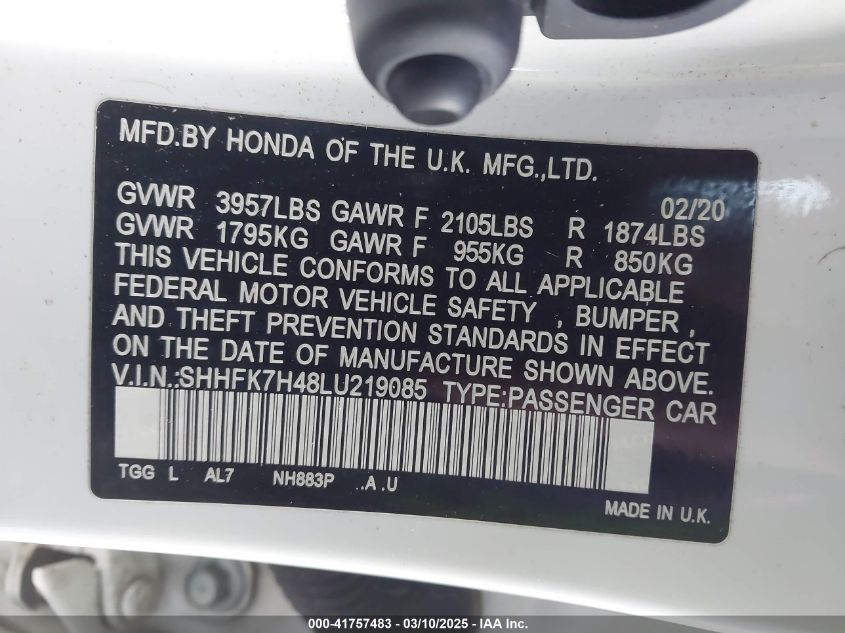 MFD.BY HONDA OF THE U.K. MFG.,LTD.
02/20
GVWR 3957LBS GAWR F 2105LBS R 1874LBS
GVWR 1795KG GAWR F 955KG R 850KG
THIS VEHICLE CONFORMS TO ALL APPLICABLE
FEDERAL MOTOR VEHICLE SAFETY , BUMPER ,
AND THEFT PREVENTION STANDARDS IN EFFECT
ON THE DATE OF MANUFACTURE SHOWN ABOVE.
V.I.N.:SHHFK7H48LU219085 TYPE:PASSENGER CAR
TGG L AL7 NH883P ..A .U
MADE IN U.K.
000-41757483 — 03/10/2025 — IAA Inc.